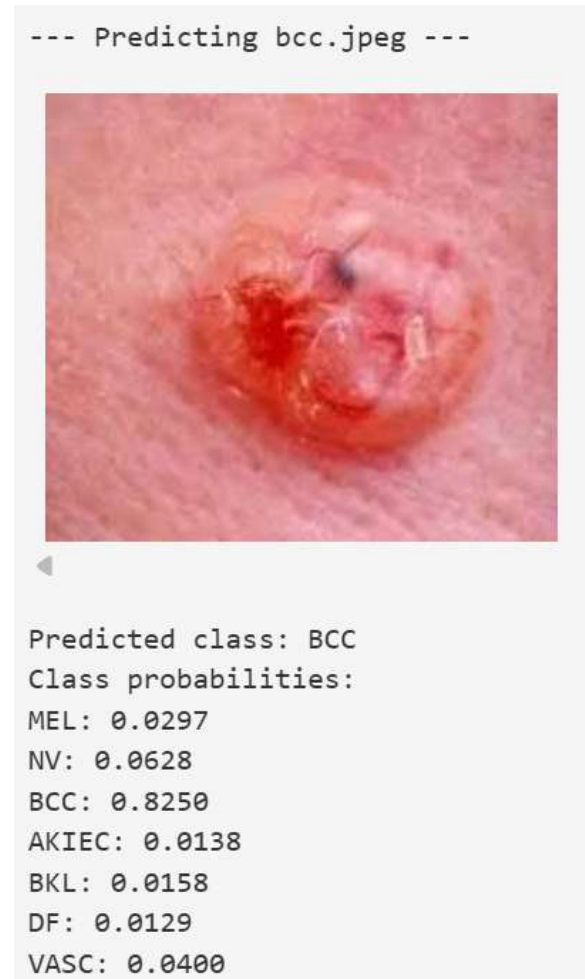 --- Predicting bcc.jpeg ---
Predicted class: BCC
Class probabilities:
MEL: 0.0297
NV: 0.0628
BCC: 0.8250
AKIEC: 0.0138
BKL: 0.0158
DF: 0.0129
VASC: 0.0400